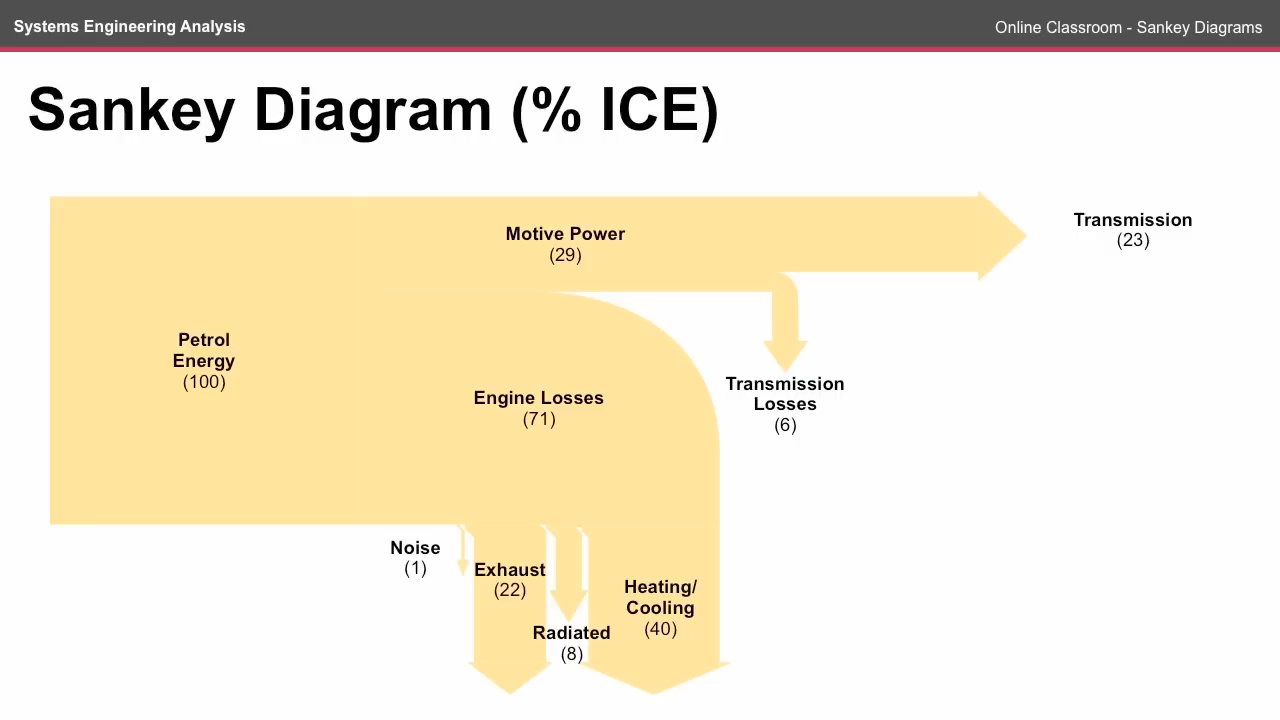 Systems Engineering Analysis
Online Classroom - Sankey Diagrams
Sankey Diagram (% ICE)
Motive Power
(29)
Transmission
(23)
Petrol
Energy
(100)
Engine Losses
(71)
Transmission
Losses
(6)
Noise
(1)
Exhaust
(22)
Radiated
(8)
Heating/
Cooling
(40)